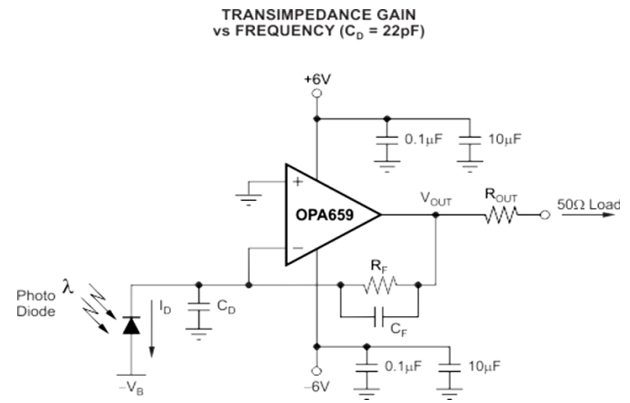 TRANSIMPEDANCE GAIN
vs FREQUENCY (CD = 22pF)
+6V
0.1μF
10μF
+
OPA659
−
VOUT
ROUT
50Ω Load
RF
CF
Photo
Diode
λ
ID
CD
−VB
0.1μF
10μF
−6V